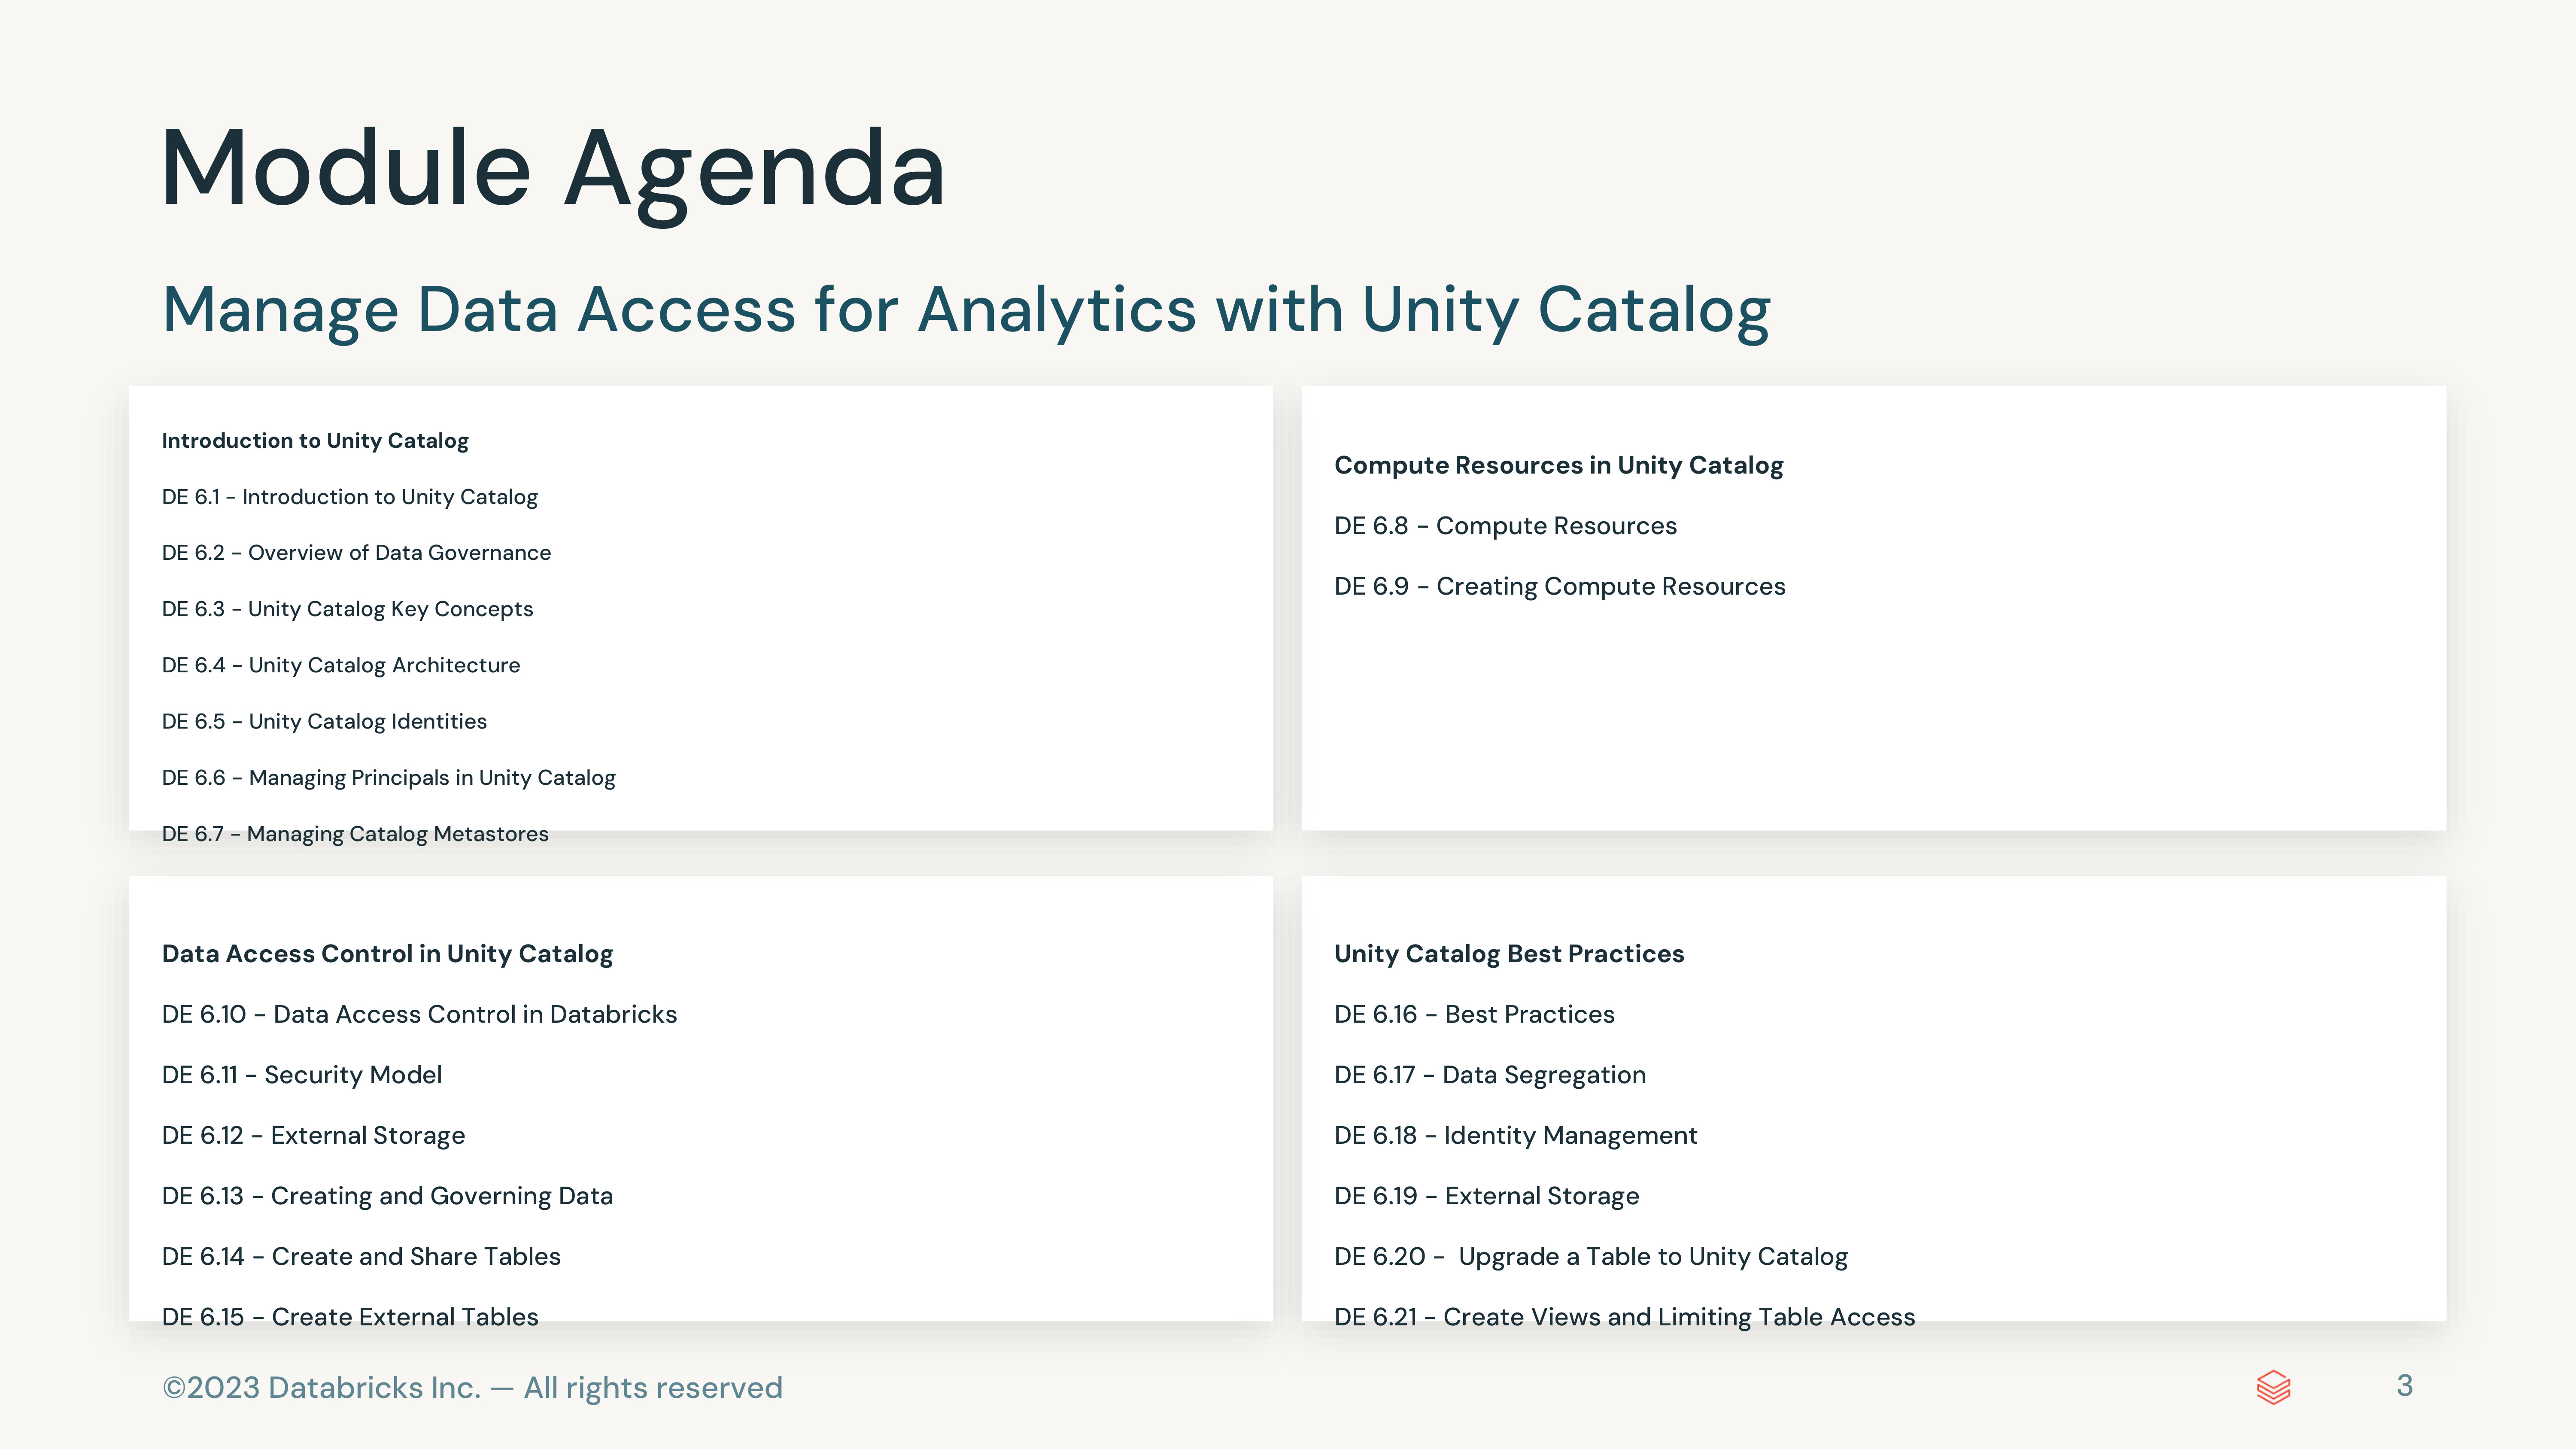 Module Agenda
Manage Data Access for Analytics with Unity Catalog
Introduction to Unity Catalog
DE 6.1 - Introduction to Unity Catalog
DE 6.2 - Overview of Data Governance
DE 6.3 - Unity Catalog Key Concepts
DE 6.4 - Unity Catalog Architecture
DE 6.5 - Unity Catalog Identities
DE 6.6 - Managing Principals in Unity Catalog
DE 6.7 - Managing Catalog Metastores
Compute Resources in Unity Catalog
DE 6.8 - Compute Resources
DE 6.9 - Creating Compute Resources
Data Access Control in Unity Catalog
DE 6.10 - Data Access Control in Databricks
DE 6.11 - Security Model
DE 6.12 - External Storage
DE 6.13 - Creating and Governing Data
DE 6.14 - Create and Share Tables
DE 6.15 - Create External Tables
Unity Catalog Best Practices
DE 6.16 - Best Practices
DE 6.17 - Data Segregation
DE 6.18 - Identity Management
DE 6.19 - External Storage
DE 6.20 -  Upgrade a Table to Unity Catalog
DE 6.21 - Create Views and Limiting Table Access
©2023 Databricks Inc. — All rights reserved
3